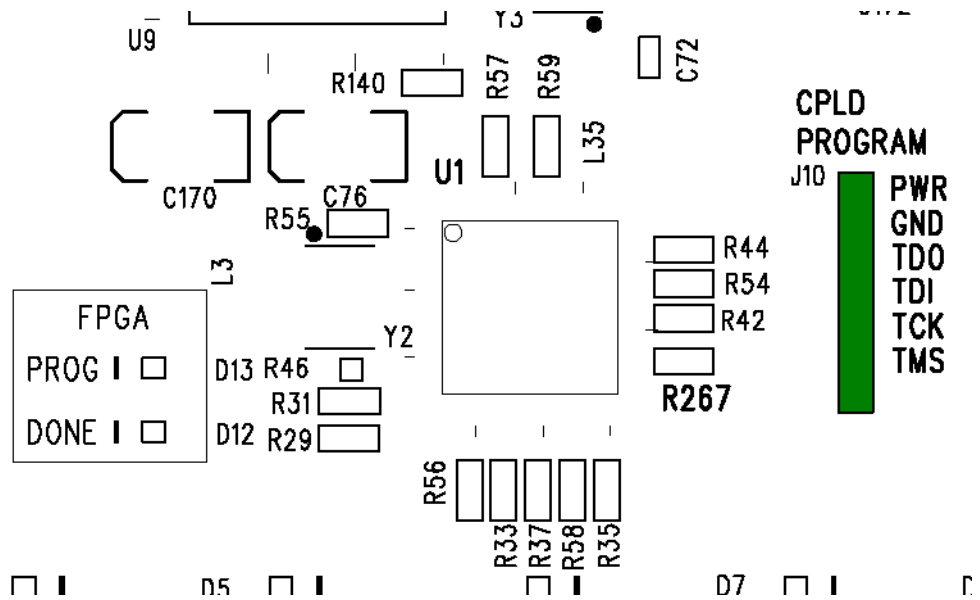 Y3
U9
R140
R57
R59
C72
CPLD
PROGRAM
L35
U1
J10
C170
C76
R55
PWR
GND
TDO
TDI
TCK
TMS
R44
R54
R42
R267
L3
FPGA
Y2
PROG
D13
R46
R31
DONE
D12
R29
R56
R33
R37
R58
R35
D5
D7